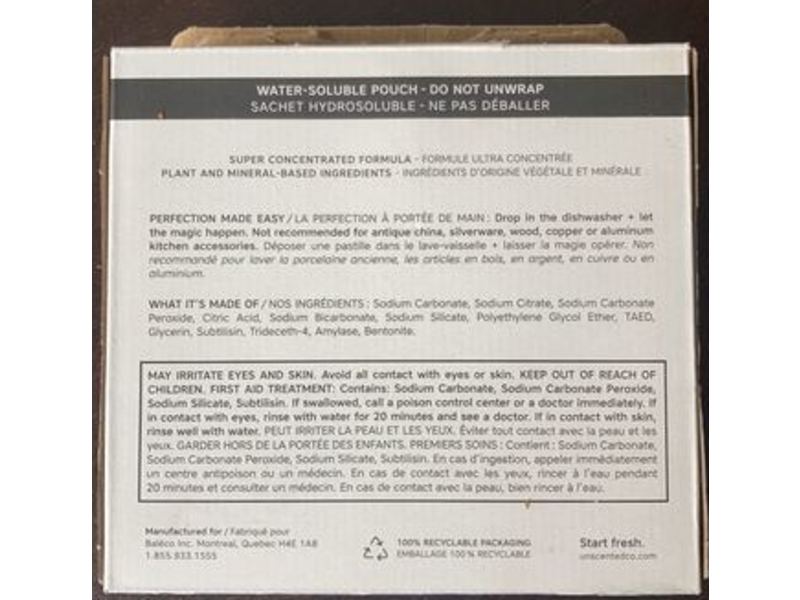 WATER-SOLUBLE POUCH - DO NOT UNWRAP
SACHET HYDROSOLUBLE - NE PAS DÉBALLER
SUPER CONCENTRATED FORMULA - FORMULE ULTRA CONCENTRÉE
PLANT AND MINERAL-BASED INGREDIENTS - INGRÉDIENTS D'ORIGINE VÉGÉTALE ET MINÉRALE
PERFECTION MADE EASY / LA PERFECTION À PORTÉE DE MAIN : Drop in the dishwasher + let
the magic happen. Not recommended for antique china, silverware, wood, copper or aluminum
kitchen accessories. Déposer une pastille dans le lave-vaisselle + laisser la magie opérer. Non
recommandé pour laver la porcelaine ancienne, les articles en bois, en argent, en cuivre ou en
aluminium.
WHAT IT'S MADE OF / NOS INGRÉDIENTS : Sodium Carbonate, Sodium Citrate, Sodium Carbonate
Peroxide, Citric Acid, Sodium Bicarbonate, Sodium Silicate, Polyethylene Glycol Ether, TAED,
Glycerin, Subtilisin, Trideceth-4, Amylase, Bentonite.
MAY IRRITATE EYES AND SKIN. Avoid all contact with eyes or skin. KEEP OUT OF REACH OF
CHILDREN. FIRST AID TREATMENT: Contains: Sodium Carbonate, Sodium Carbonate Peroxide,
Sodium Silicate, Subtilisin. If swallowed, call a poison control center or a doctor immediately. If
in contact with eyes, rinse with water for 20 minutes and see a doctor. If in contact with skin,
rinse well with water. PEUT IRRITER LA PEAU ET LES YEUX. Éviter tout contact avec la peau et les
yeux. GARDER HORS DE LA PORTÉE DES ENFANTS. PREMIERS SOINS : Contient : Sodium Carbonate,
Sodium Carbonate Peroxide, Sodium Silicate, Subtilisin. En cas d'ingestion, appeler immédiatement
un centre antipoison ou un médecin. En cas de contact avec les yeux, rincer à l'eau pendant
20 minutes et consulter un médecin. En cas de contact avec la peau, bien rincer à l'eau.
Manufactured for / Fabriqué pour
Baléco Inc. Montreal, Quebec H4E 1A8
1.855.933.1555
100% RECYCLABLE PACKAGING
EMBALLAGE 100% RECYCLABLE
Start fresh.
unscentedco.com